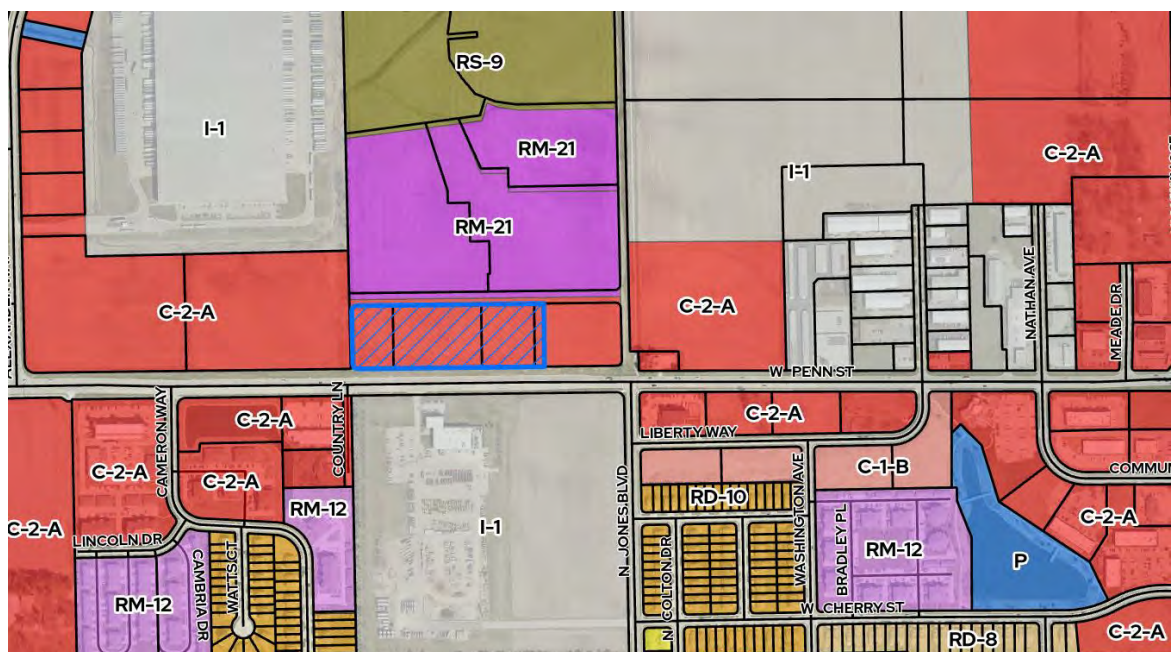 RS-9
I-1
RM-21
C-2-A
I-1
RM-21
NATHAN AVE
MEADE DR
C-2-A
C-2-A
W PENN ST
CAMERON WAY
C-2-A
COUNTRY LN
C-2-A
LIBERTY WAY
C-2-A
C-2-A
C-1-B
RD-10
RM-12
C-2-A
C-2-A
I-1
N JONES BLVD
WASHINGTON AVE
BRADLEY PL
LINCOLN DR
RM-12
P
CAMBRIA DR
WATTS CT
N COLTON DR
RM-12
W CHERRY ST
RD-8
C-2-A